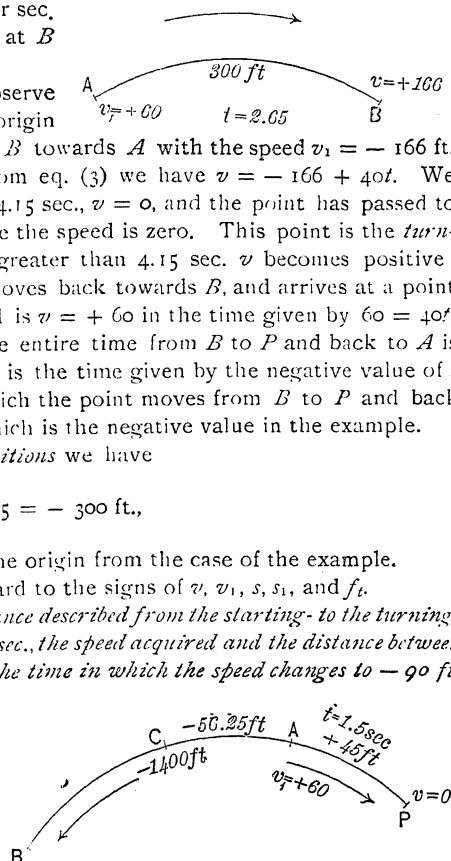 r sec.
at B
A
300 ft
v=+166
v₁=+60
t=2.65
B
serve
origin
B towards A with the speed v₁ = − 166 ft.
om eq. (3) we have v = − 166 + 40t. We
4.15 sec., v = 0, and the point has passed to
e the speed is zero. This point is the turn-
greater than 4.15 sec. v becomes positive
oves back towards B, and arrives at a point
l is v = + 60 in the time given by 60 = 40t
e entire time from B to P and back to A is
is the time given by the negative value of
ich the point moves from B to P and back
hich is the negative value in the example.
itions we have
5 = − 300 ft.,
he origin from the case of the example.
ard to the signs of v, v₁, s, s₁, and fₜ.
nce described from the starting- to the turning
sec., the speed acquired and the distance betwee
he time in which the speed changes to − 90 f
C
−56.25ft
A
t=1.5sec
+45ft
−1400ft
v₁=+60
v=0
P
B